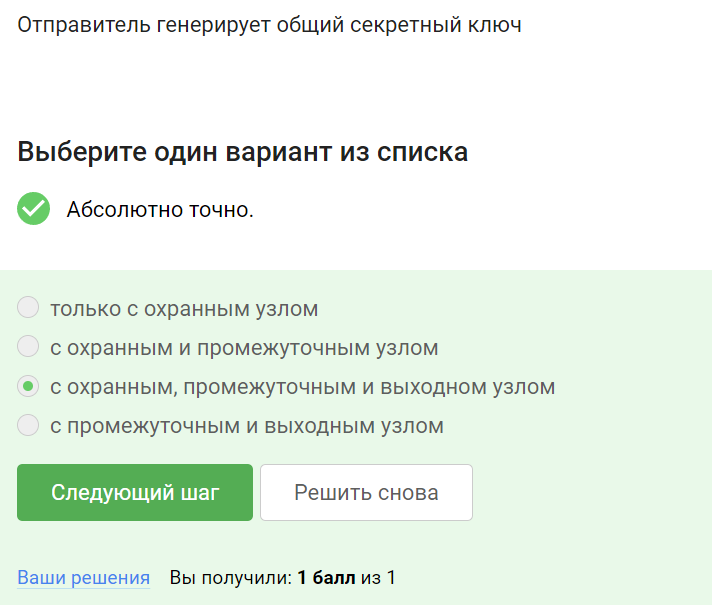 Отправитель генерирует общий секретный ключ
Выберите один вариант из списка
Абсолютно точно.
только с охранным узлом
с охранным и промежуточным узлом
с охранным, промежуточным и выходном узлом
с промежуточным и выходным узлом
Следующий шаг
Решить снова
Ваши решения Вы получили: 1 балл из 1